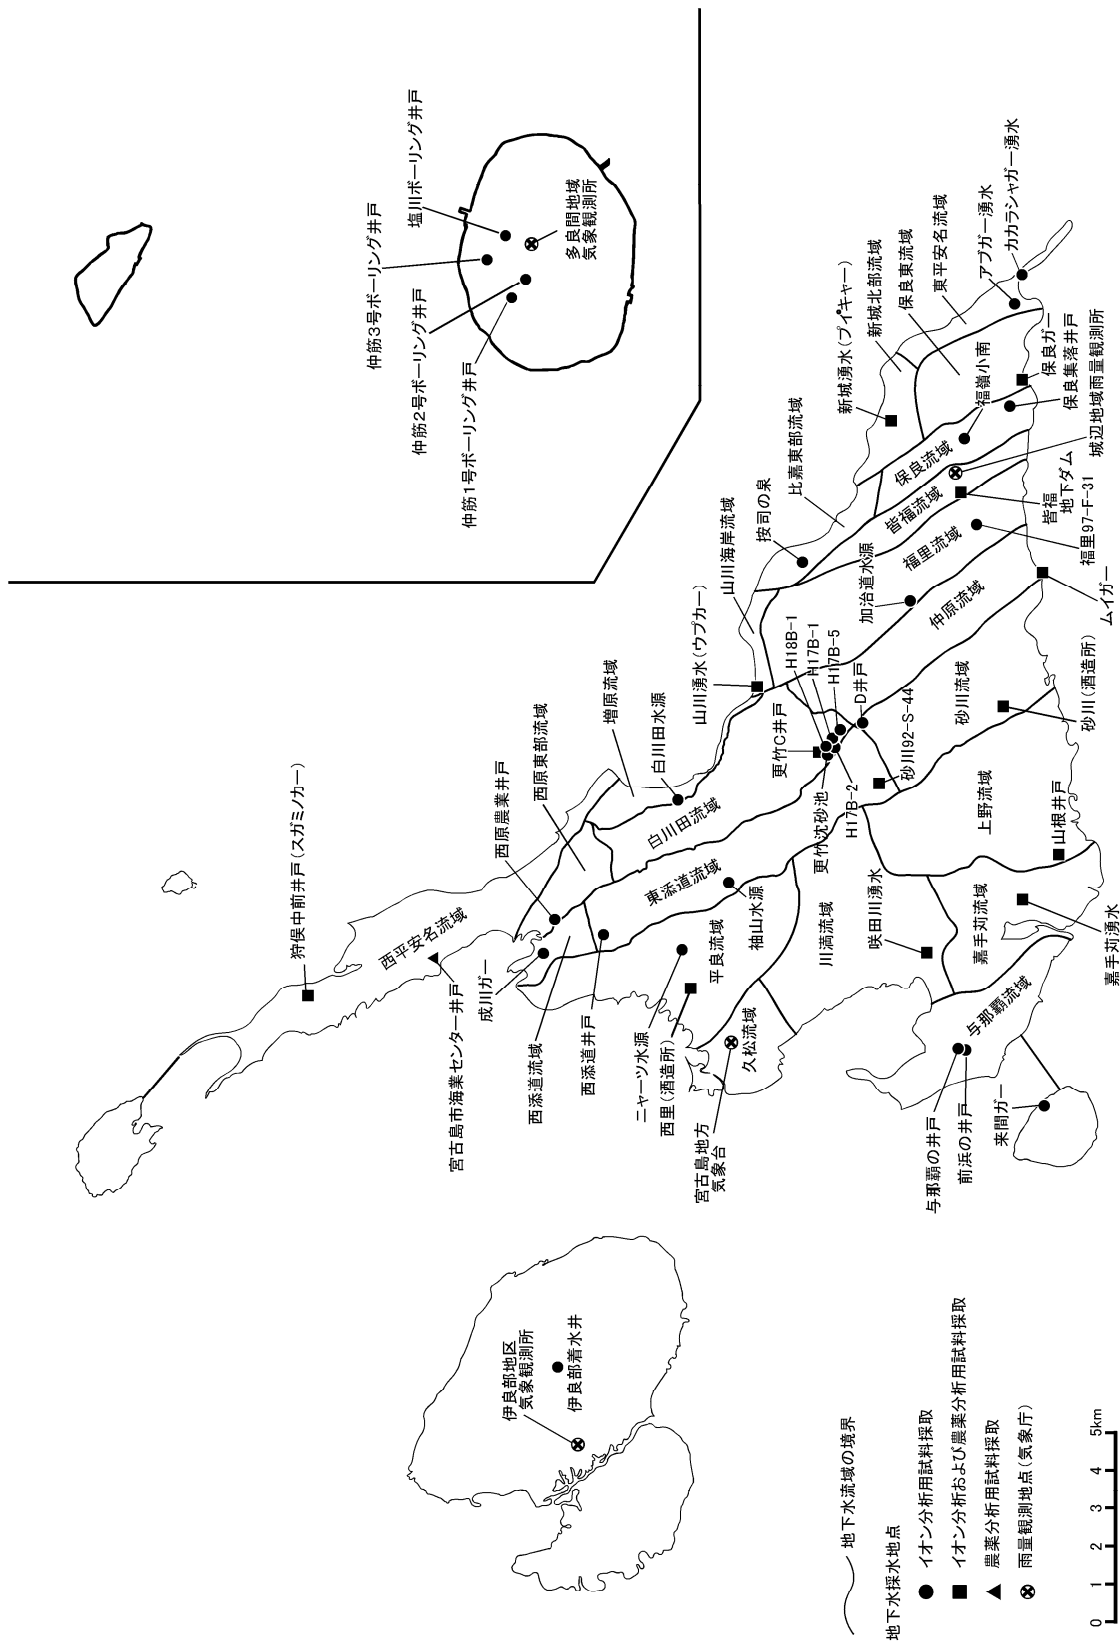 塩川ボーリング井戸
仲筋3号ボーリング井戸
仲筋2号ボーリング井戸
仲筋1号ボーリング井戸
多良間地域
気象観測所
狩俣中前井戸(スガミノカー)
西平安名流域
宮古島市海業センター井戸
成川ガー
西原農業井戸
西原東部流域
増原流域
白川田水源
白川田流域
東添道流域
西添道流域
西添道井戸
ニャーツ水源
西里(酒造所)
平良流域
袖山水源
久松流域
宮古島地方
気象台
川満流域
咲田川湧水
嘉手苅流域
嘉手苅湧水
与那覇流域
与那覇の井戸
前浜の井戸
来間ガー
山川湧水(ウプカー)
山川海岸流域
按司の泉
比嘉東部流域
新城湧水(プイキャー)
新城北部流域
保良東流域
東平安名流域
アブガー湧水
カカラシャガー湧水
福嶺小南
保良ガー
保良集落井戸
城辺地域雨量観測所
保良流域
皆福流域
皆福
地下ダム
福里流域
福里97-F-31
加治道水源
仲原流域
ムイガー
H18B-1
H17B-1
H17B-5
D井戸
更竹C井戸
更竹沈砂池
H17B-2
砂川92-S-44
砂川流域
砂川(酒造所)
上野流域
山根井戸
伊良部地区
気象観測所
伊良部着水井
地下水流域の境界
地下水採水地点
イオン分析用試料採取
イオン分析および農薬分析用試料採取
農薬分析用試料採取
雨量観測地点(気象庁)
0 1 2 3 4 5km